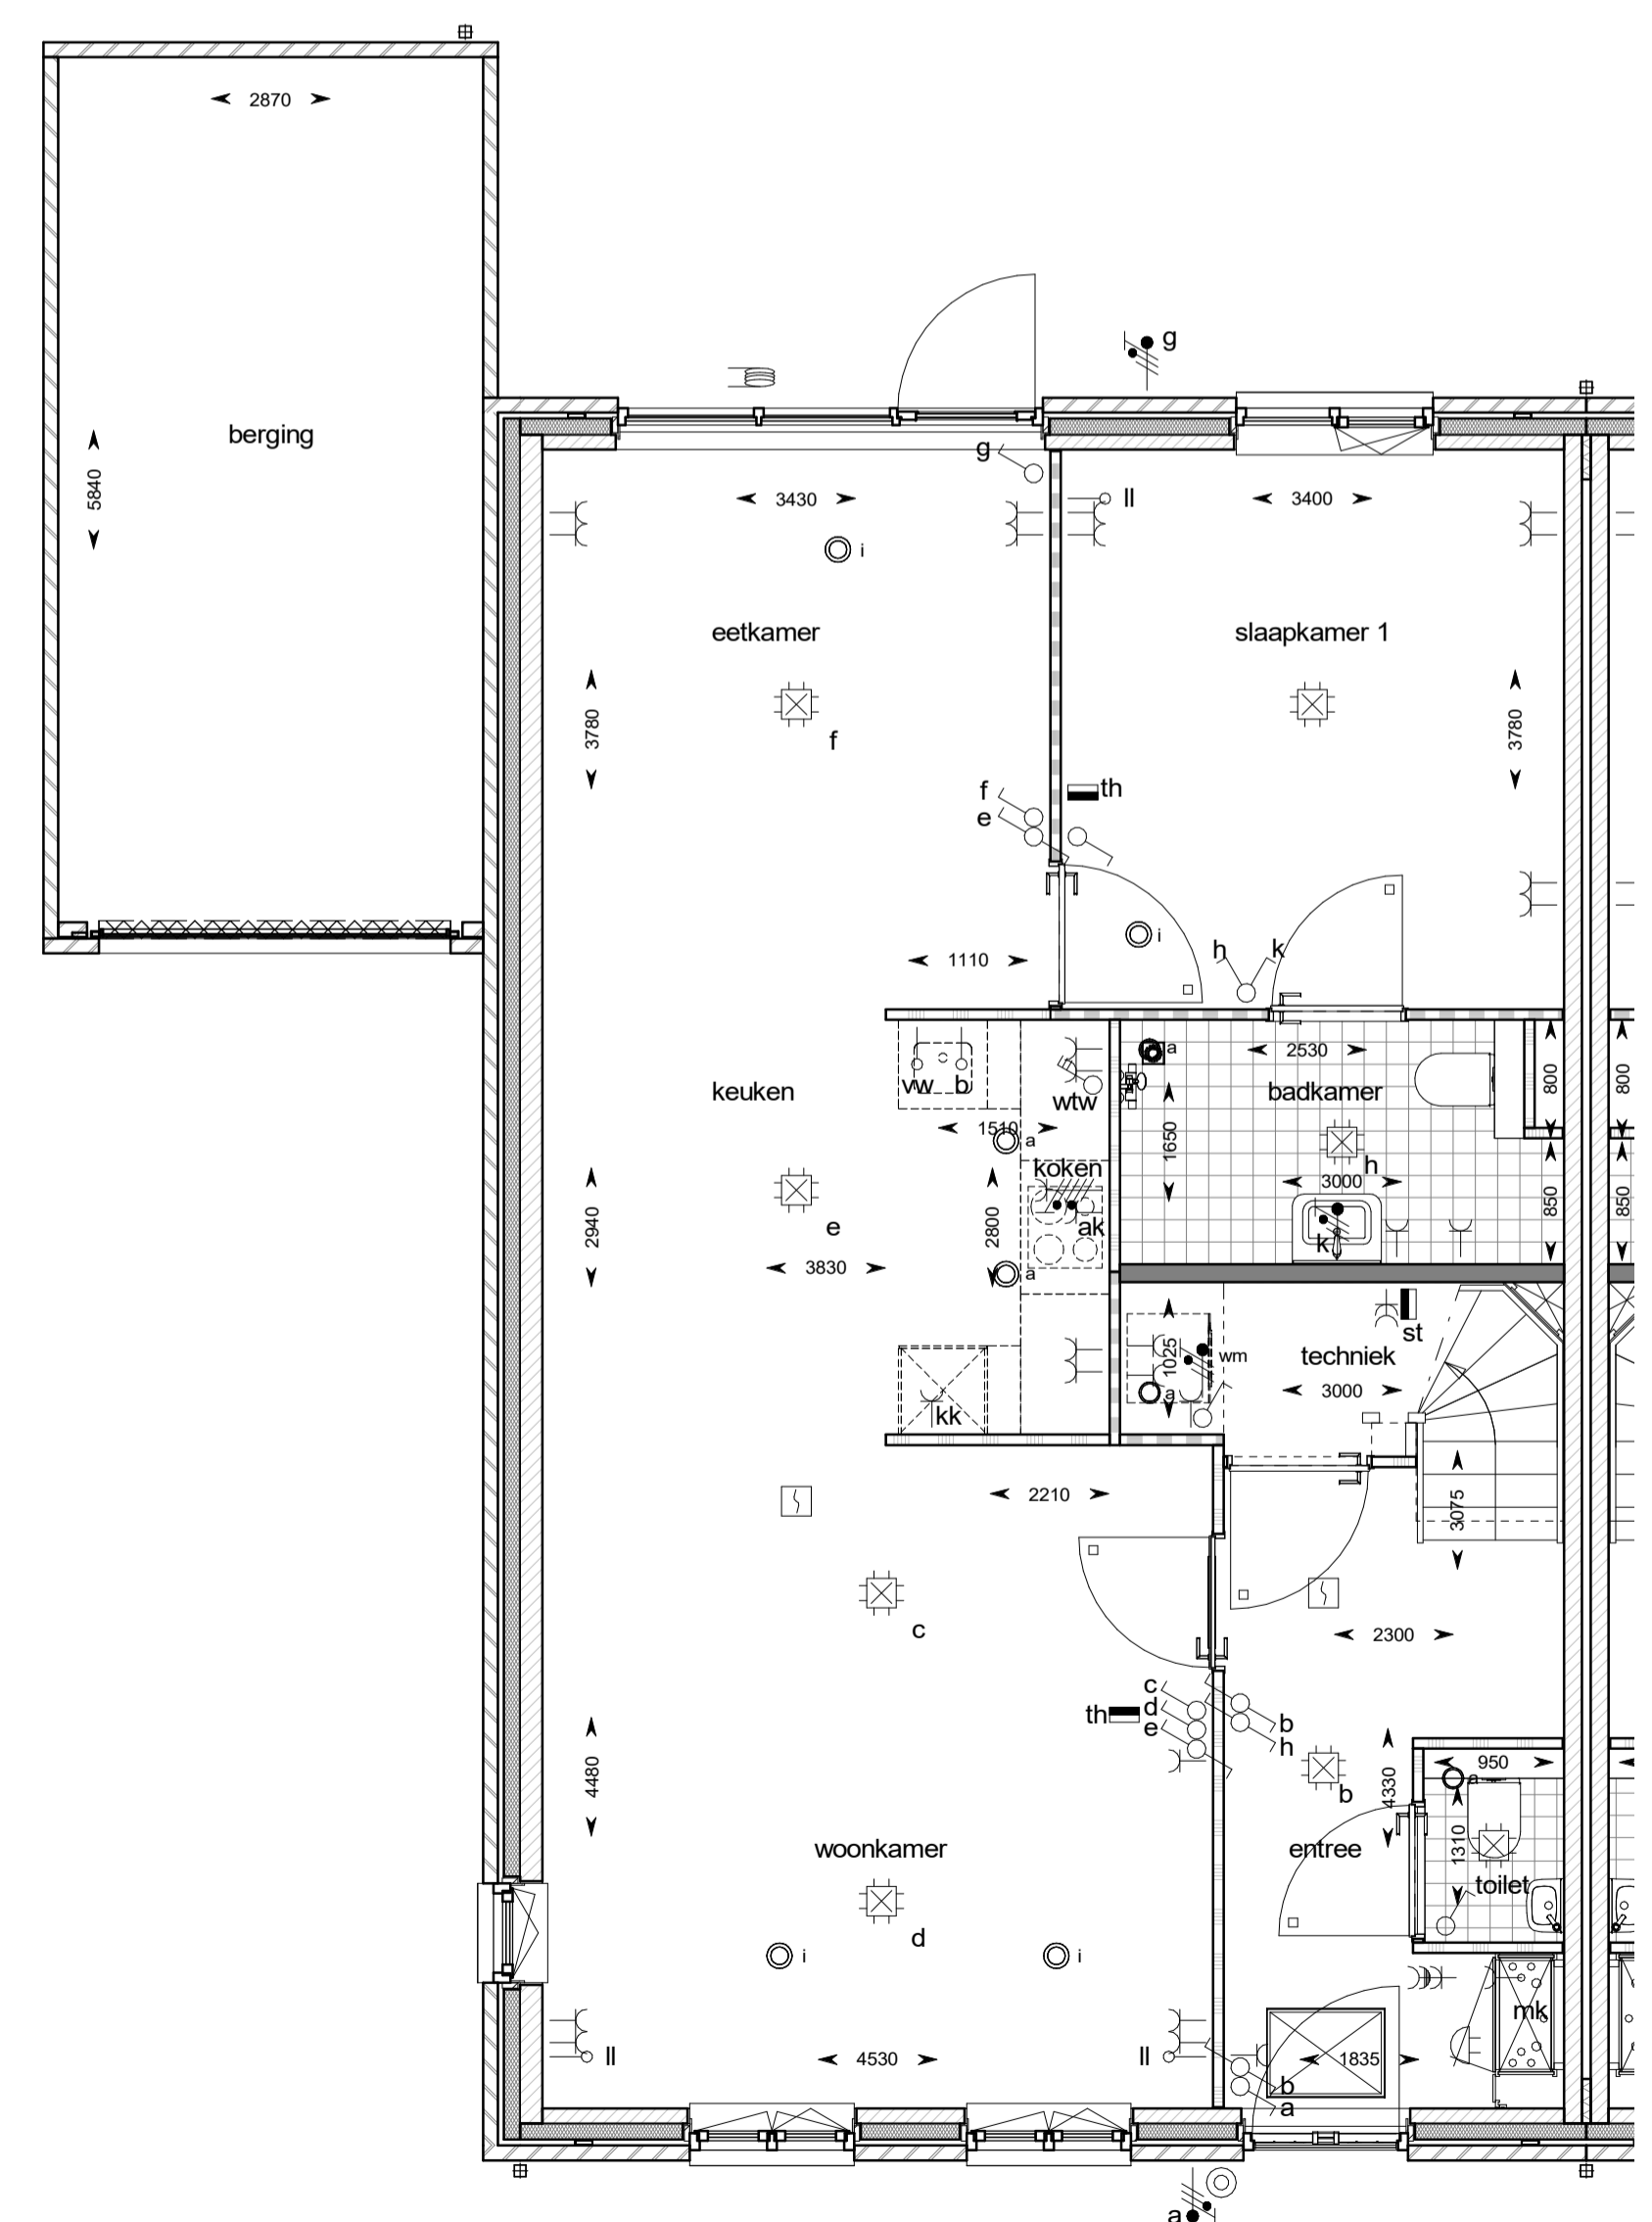 2870
g
berging
5840
g
ll
3430
3400
i
eetkamer
slaapkamer 1
3780
3780
f
f
th
e
i
h
k
1110
a
2530
800
800
keuken
vw
b
wtw
badkamer
1510
a
1650
koken
h
3000
2940
e
2800
ak
k
850
850
3830
a
st
1025
wm
techniek
a
3000
kk
2210
3075
c
2300
c
th
d
b
e
h
950
a
4480
b
4330
1310
woonkamer
entree
toilet
d
i
i
mk
ll
4530
ll
1835
b
a
a